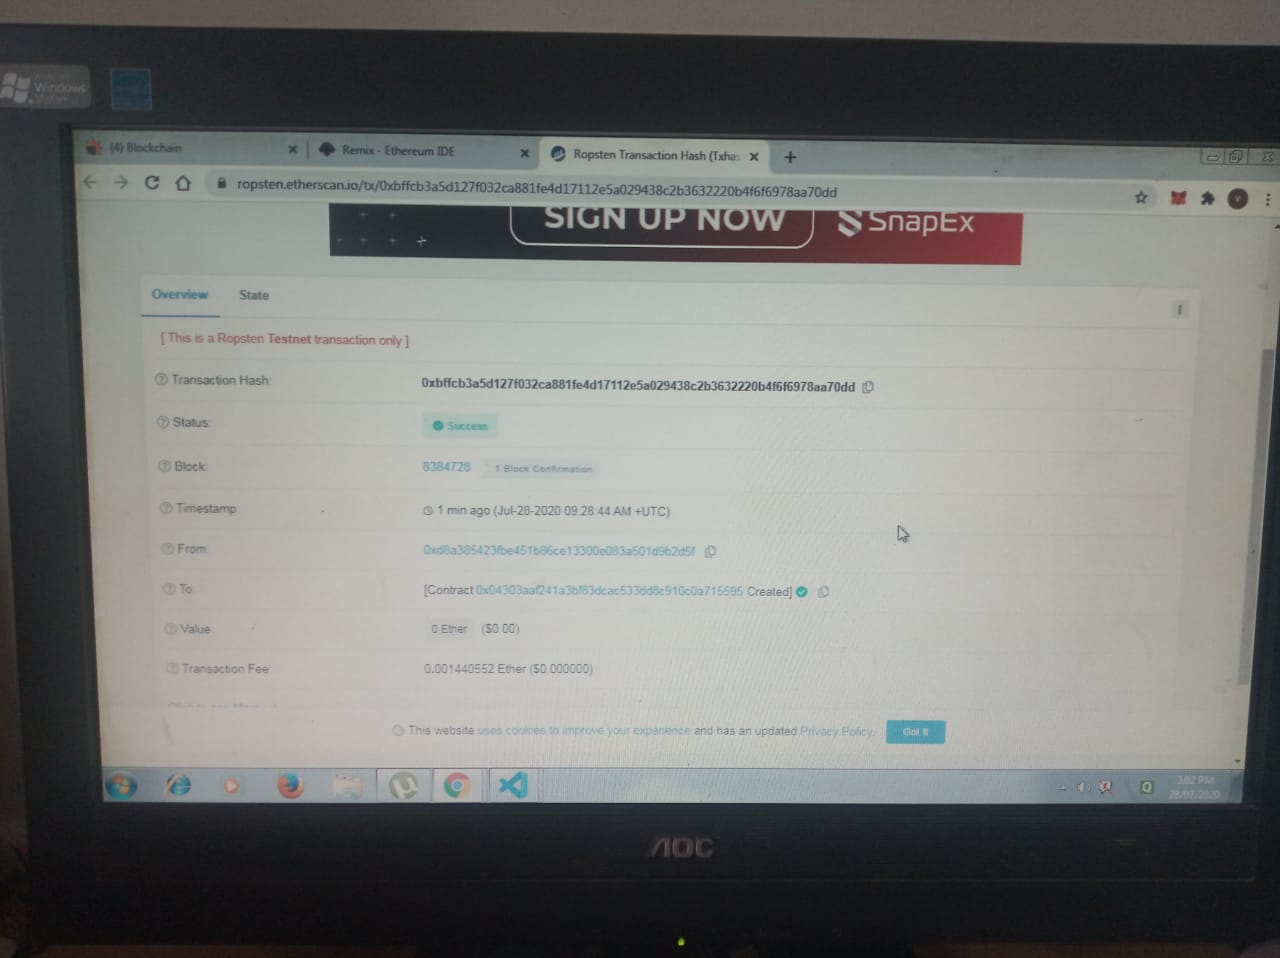 Windows
Vista
(4) Blockchain
Remix - Ethereum IDE
Ropsten Transaction Hash (Txhas
ropsten.etherscan.io/tx/0xbffcb3a5d127f032ca881fe4d17112e5a029438c2b3632220b4f6f6978aa70dd
V
SIGN UP NOW
SnapEx
Overview
State
[ This is a Ropsten Testnet transaction only ]
Transaction Hash:
0xbffcb3a5d127f032ca881fe4d17112e5a029438c2b3632220b4f6f6978aa70dd
Status:
Success
Block:
8384728
1 Block Confirmation
Timestamp:
1 min ago (Jul-28-2020 09:28:44 AM +UTC)
From:
0xd8a385423fbe451b86ce13300e083a501d9b2d5f
To:
[Contract 0x04303aaf241a3bf63dcac533dd8c910c0a715695 Created]
Value:
0 Ether ($0.00)
Transaction Fee:
0.001440552 Ether ($0.000000)
This website uses cookies to improve your experience and has an updated Privacy Policy.
Got It
3:02 PM
28/07/2020
AOC